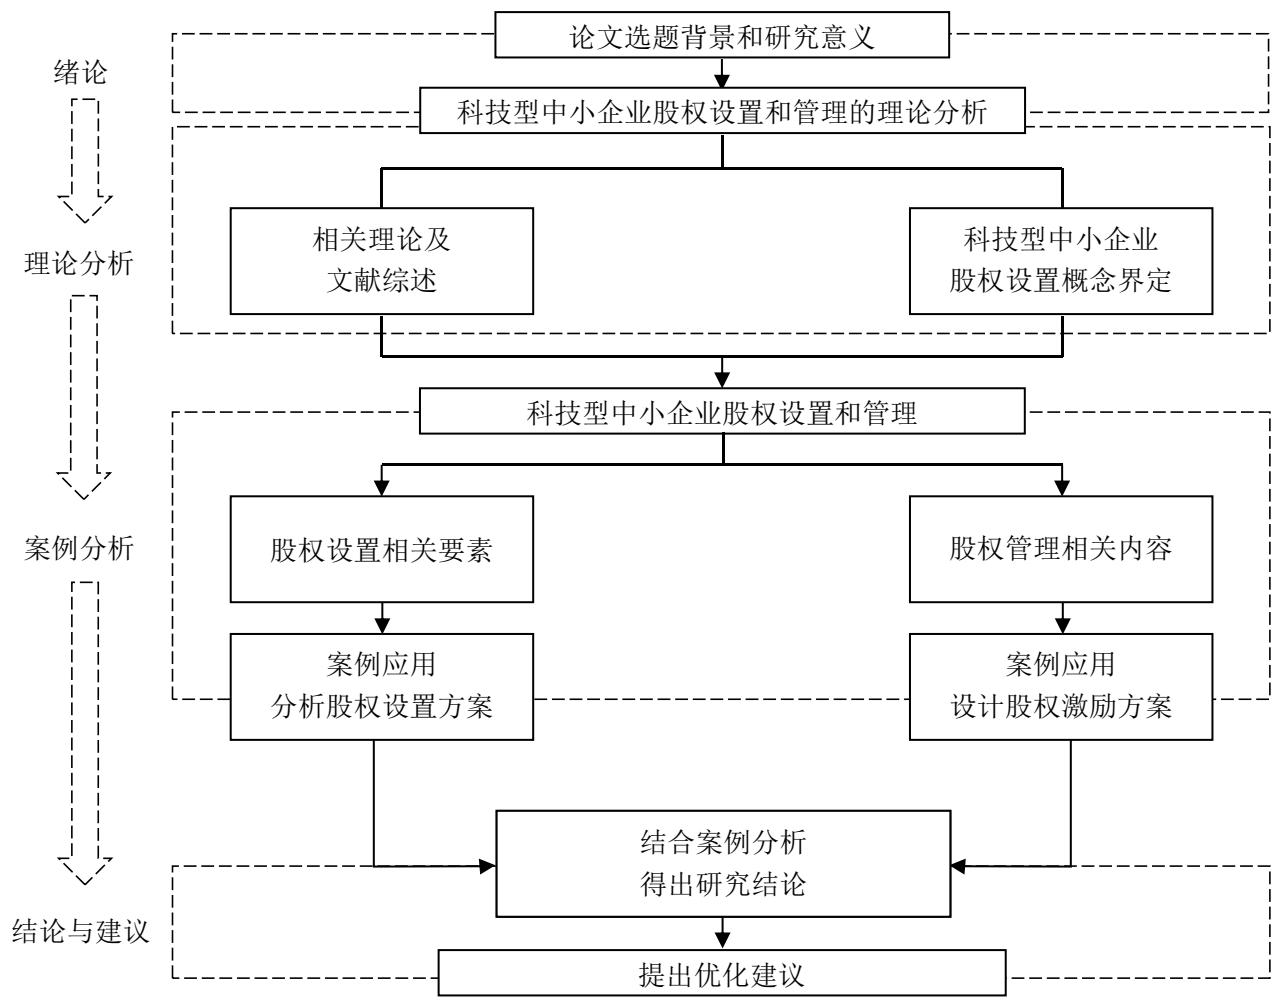 论文选题背景和研究意义
绪论
科技型中小企业股权设置和管理的理论分析
相关理论及
文献综述
科技型中小企业
股权设置概念界定
理论分析
科技型中小企业股权设置和管理
股权设置相关要素
股权管理相关内容
案例分析
案例应用
分析股权设置方案
案例应用
设计股权激励方案
结合案例分析
得出研究结论
结论与建议
提出优化建议